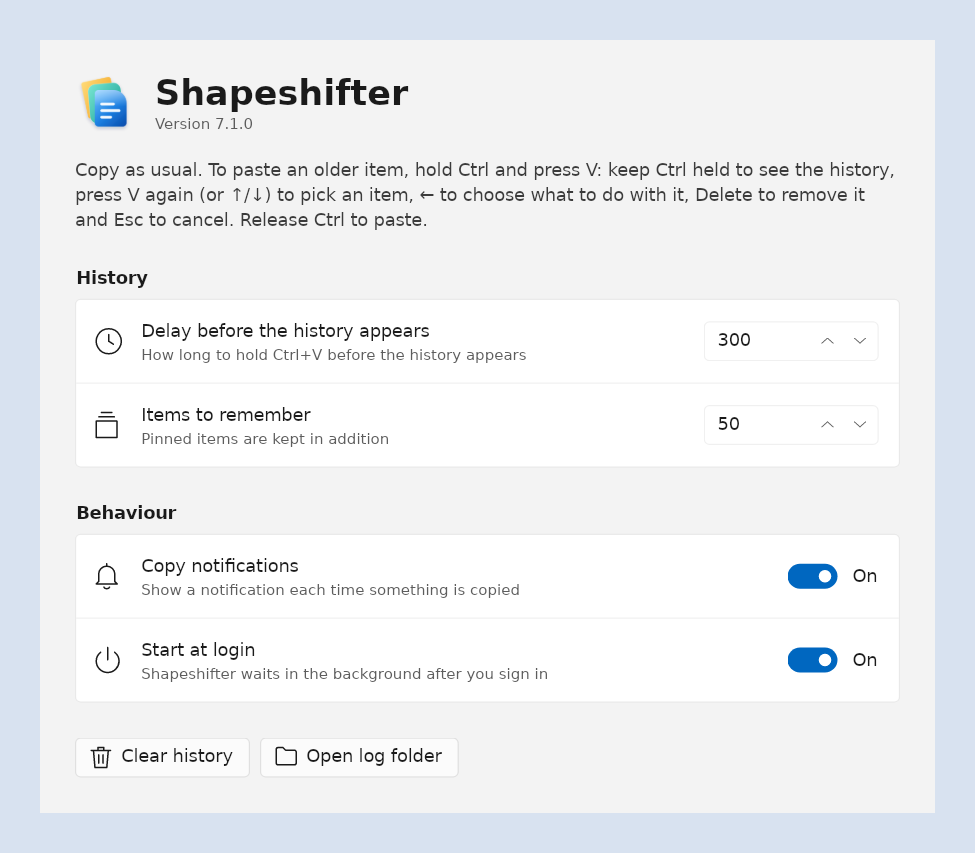 Shapeshifter
Version 7.1.0
Copy as usual. To paste an older item, hold Ctrl and press V: keep Ctrl held to see the history,
press V again (or ↑/↓) to pick an item, ← to choose what to do with it, Delete to remove it
and Esc to cancel. Release Ctrl to paste.
History
Delay before the history appears
How long to hold Ctrl+V before the history appears
300
Items to remember
Pinned items are kept in addition
50
Behaviour
Copy notifications
Show a notification each time something is copied
On
Start at login
Shapeshifter waits in the background after you sign in
On
Clear history
Open log folder